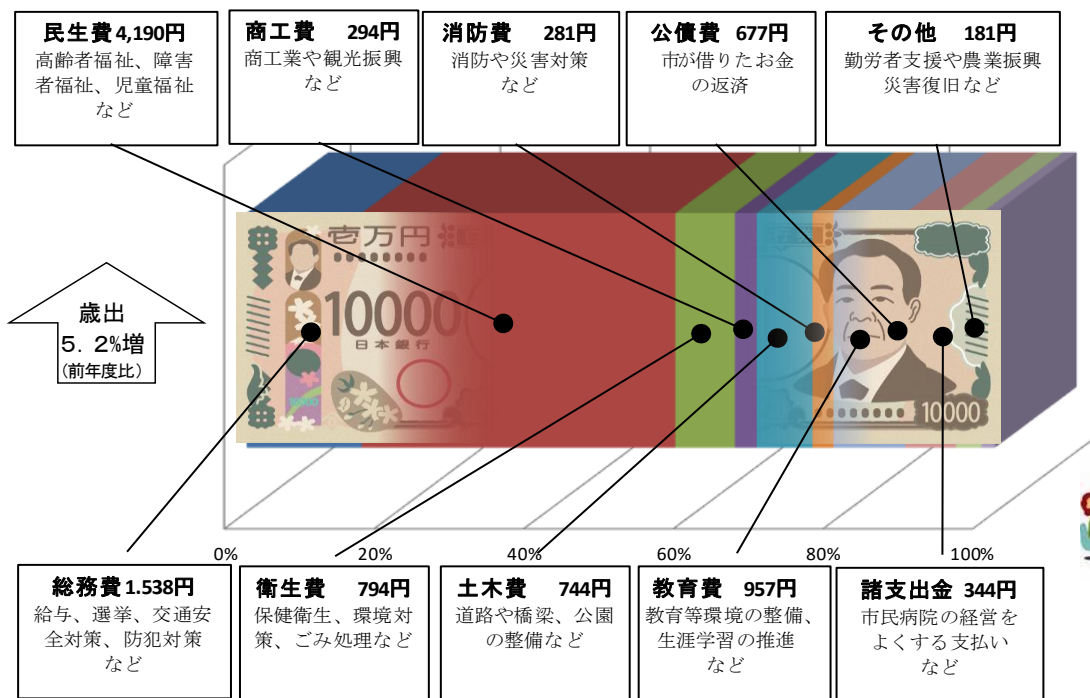 民生費 4,190円
高齢者福祉、障害
者福祉、児童福祉
など
商工費 294円
商工業や観光振興
など
消防費 281円
消防や災害対策
など
公債費 677円
市が借りたお金
の返済
その他 181円
勤労者支援や農業振興
災害復旧など
壱万円
10000
日本銀行
10000
歳出
5.2%増
(前年度比)
0%
20%
40%
60%
80%
100%
総務費 1.538円
給与、選挙、交通安
全対策、防犯対策
など
衛生費 794円
保健衛生、環境対
策、ごみ処理など
土木費 744円
道路や橋梁、公園
の整備など
教育費 957円
教育等環境の整備、
生涯学習の推進
など
諸支出金 344円
市民病院の経営を
よくする支払い
など